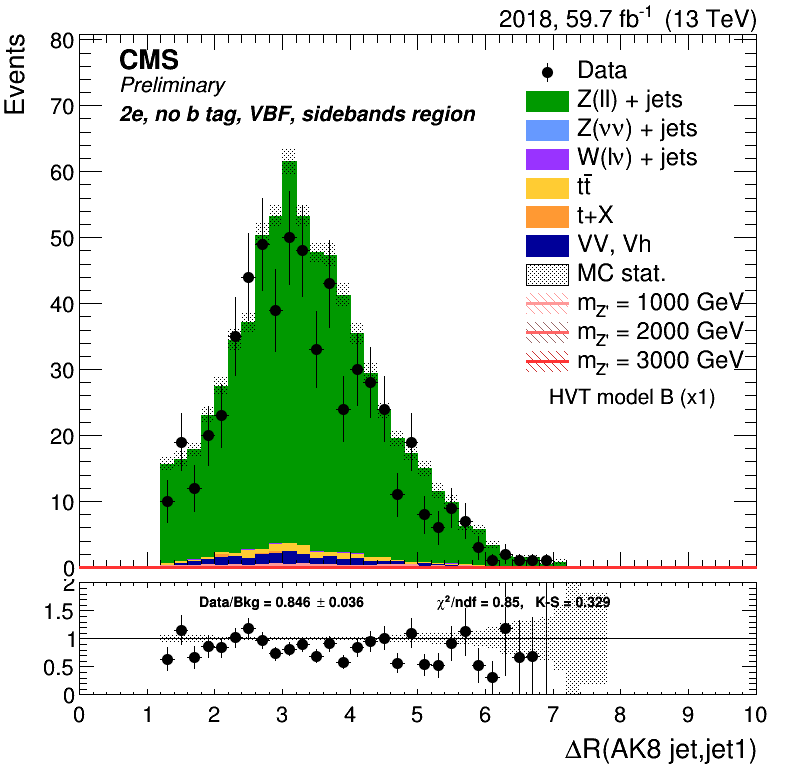 2018, 59.7 fb⁻¹ (13 TeV)
Events
CMS
Preliminary
2e, no b tag, VBF, sidebands region
Data
Z(ll) + jets
Z(νν) + jets
W(lν) + jets
tt̄
t+X
VV, Vh
MC stat.
m_Z' = 1000 GeV
m_Z' = 2000 GeV
m_Z' = 3000 GeV
HVT model B (x1)
80
70
60
50
40
30
20
10
0
Data/Bkg = 0.846 ± 0.036 χ²/ndf = 0.85, K-S = 0.329
2
1.5
1
0.5
0
0 1 2 3 4 5 6 7 8 9 10
ΔR(AK8 jet,jet1)